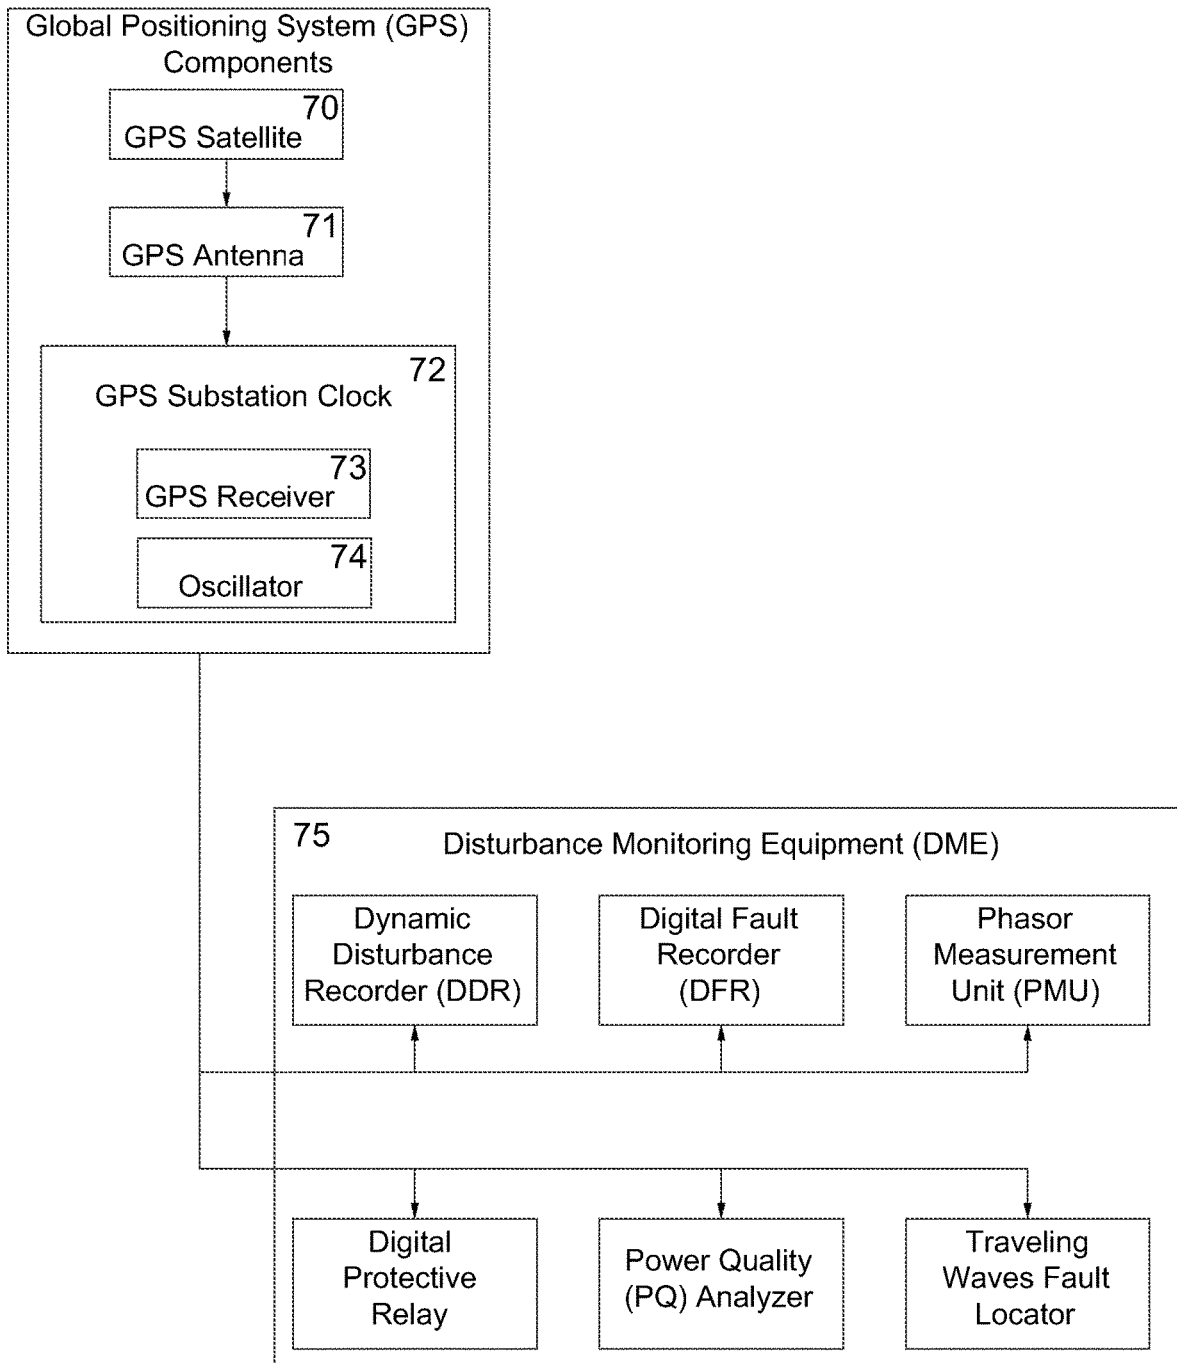 Global Positioning System (GPS)
Components
70
GPS Satellite
71
GPS Antenna
72
GPS Substation Clock
73
GPS Receiver
74
Oscillator
75
Disturbance Monitoring Equipment (DME)
Dynamic
Disturbance
Recorder (DDR)
Digital Fault
Recorder
(DFR)
Phasor
Measurement
Unit (PMU)
Digital
Protective
Relay
Power Quality
(PQ) Analyzer
Traveling
Waves Fault
Locator